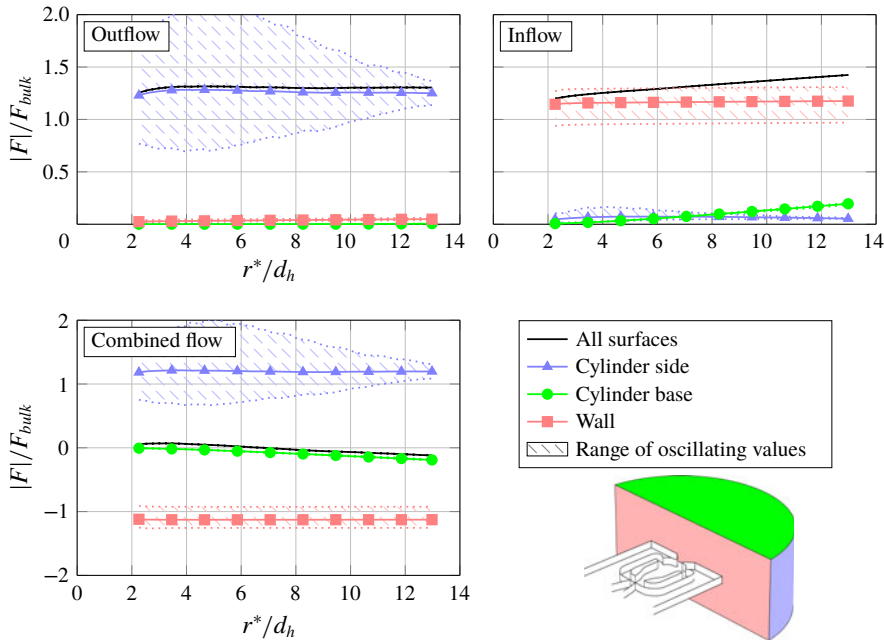 2.0
1.5
1.0
0.5
0
0 2 4 6 8 10 12 14
|F|/F_bulk
r*/d_h
Outflow
0 2 4 6 8 10 12 14
Inflow
2
1
0
−1
−2
0 2 4 6 8 10 12 14
|F|/F_bulk
r*/d_h
Combined flow
All surfaces
Cylinder side
Cylinder base
Wall
Range of oscillating values